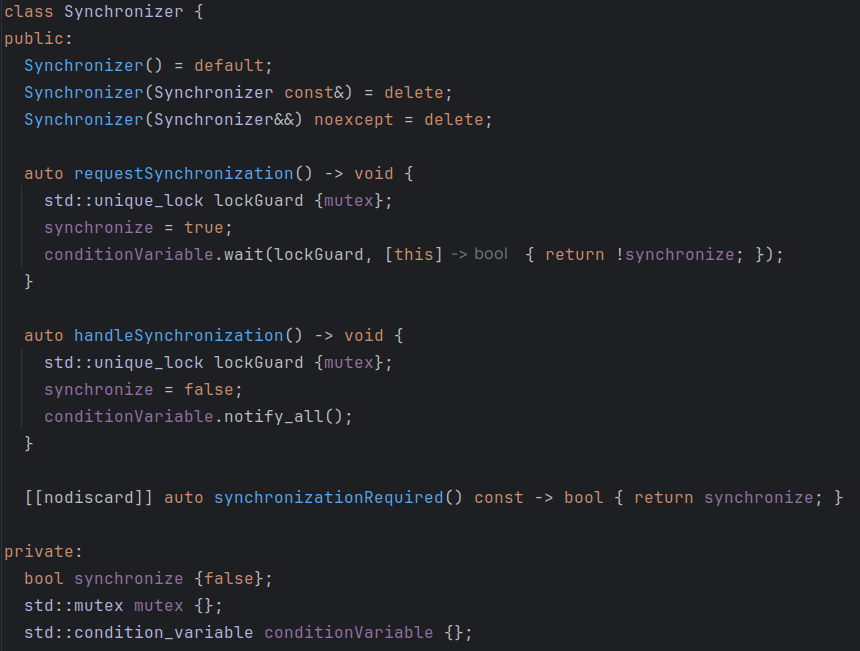 class Synchronizer {
public:
  Synchronizer() = default;
  Synchronizer(Synchronizer const&) = delete;
  Synchronizer(Synchronizer&&) noexcept = delete;

  auto requestSynchronization() -> void {
    std::unique_lock lockGuard {mutex};
    synchronize = true;
    conditionVariable.wait(lockGuard, [this] -> bool { return !synchronize; });
  }

  auto handleSynchronization() -> void {
    std::unique_lock lockGuard {mutex};
    synchronize = false;
    conditionVariable.notify_all();
  }

  [[nodiscard]] auto synchronizationRequired() const -> bool { return synchronize; }

private:
  bool synchronize {false};
  std::mutex mutex {};
  std::condition_variable conditionVariable {};